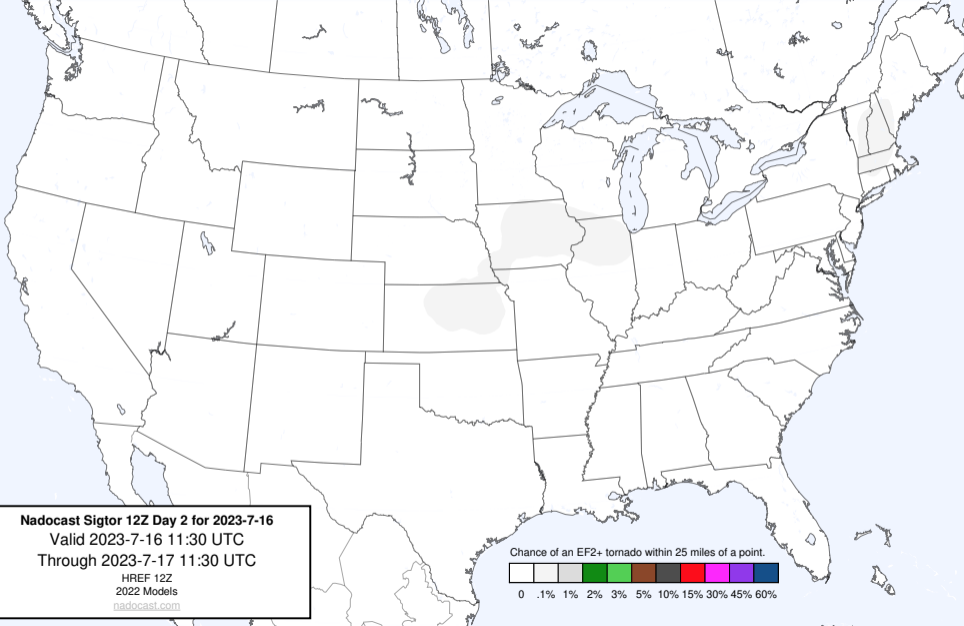 Nadocast Sigtor 12Z Day 2 for 2023-7-16
Valid 2023-7-16 11:30 UTC
Through 2023-7-17 11:30 UTC
HREF 12Z
2022 Models
nadocast.com
Chance of an EF2+ tornado within 25 miles of a point.
0 .1% 1% 2% 3% 5% 10% 15% 30% 45% 60%